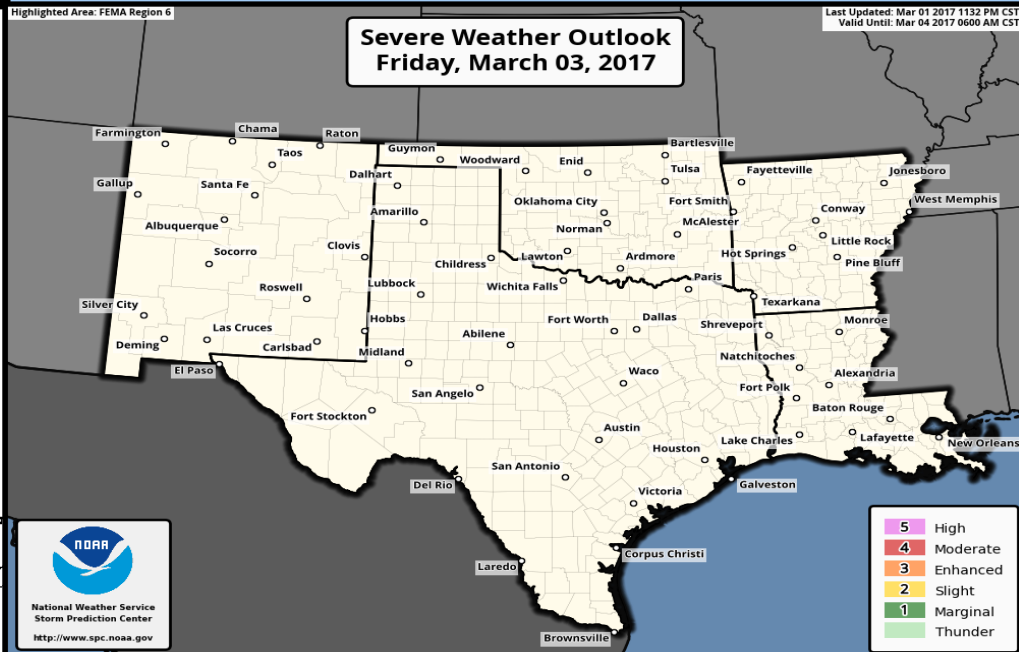 Highlighted Area: FEMA Region 6
Last Updated: Mar 01 2017 1132 PM CST
Valid Until: Mar 04 2017 0600 AM CST
Severe Weather Outlook
Friday, March 03, 2017
Farmington
Chama
Raton
Guymon
Bartlesville
Taos
Woodward
Enid
Dalhart
Tulsa
Fayetteville
Jonesboro
Gallup
Santa Fe
Oklahoma City
Fort Smith
West Memphis
Amarillo
McAlester
Conway
Albuquerque
Norman
Little Rock
Socorro
Clovis
Childress
Lawton
Ardmore
Hot Springs
Pine Bluff
Roswell
Lubbock
Wichita Falls
Paris
Texarkana
Silver City
Hobbs
Las Cruces
Abilene
Fort Worth
Dallas
Shreveport
Monroe
Deming
Carlsbad
Midland
Natchitoches
El Paso
San Angelo
Waco
Fort Polk
Alexandria
Fort Stockton
Baton Rouge
Austin
Houston
Lake Charles
Lafayette
New Orleans
Del Rio
San Antonio
Galveston
Victoria
Corpus Christi
Laredo
Brownsville
NOAA
National Weather Service
Storm Prediction Center
http://www.spc.noaa.gov
5 High
4 Moderate
3 Enhanced
2 Slight
1 Marginal
Thunder